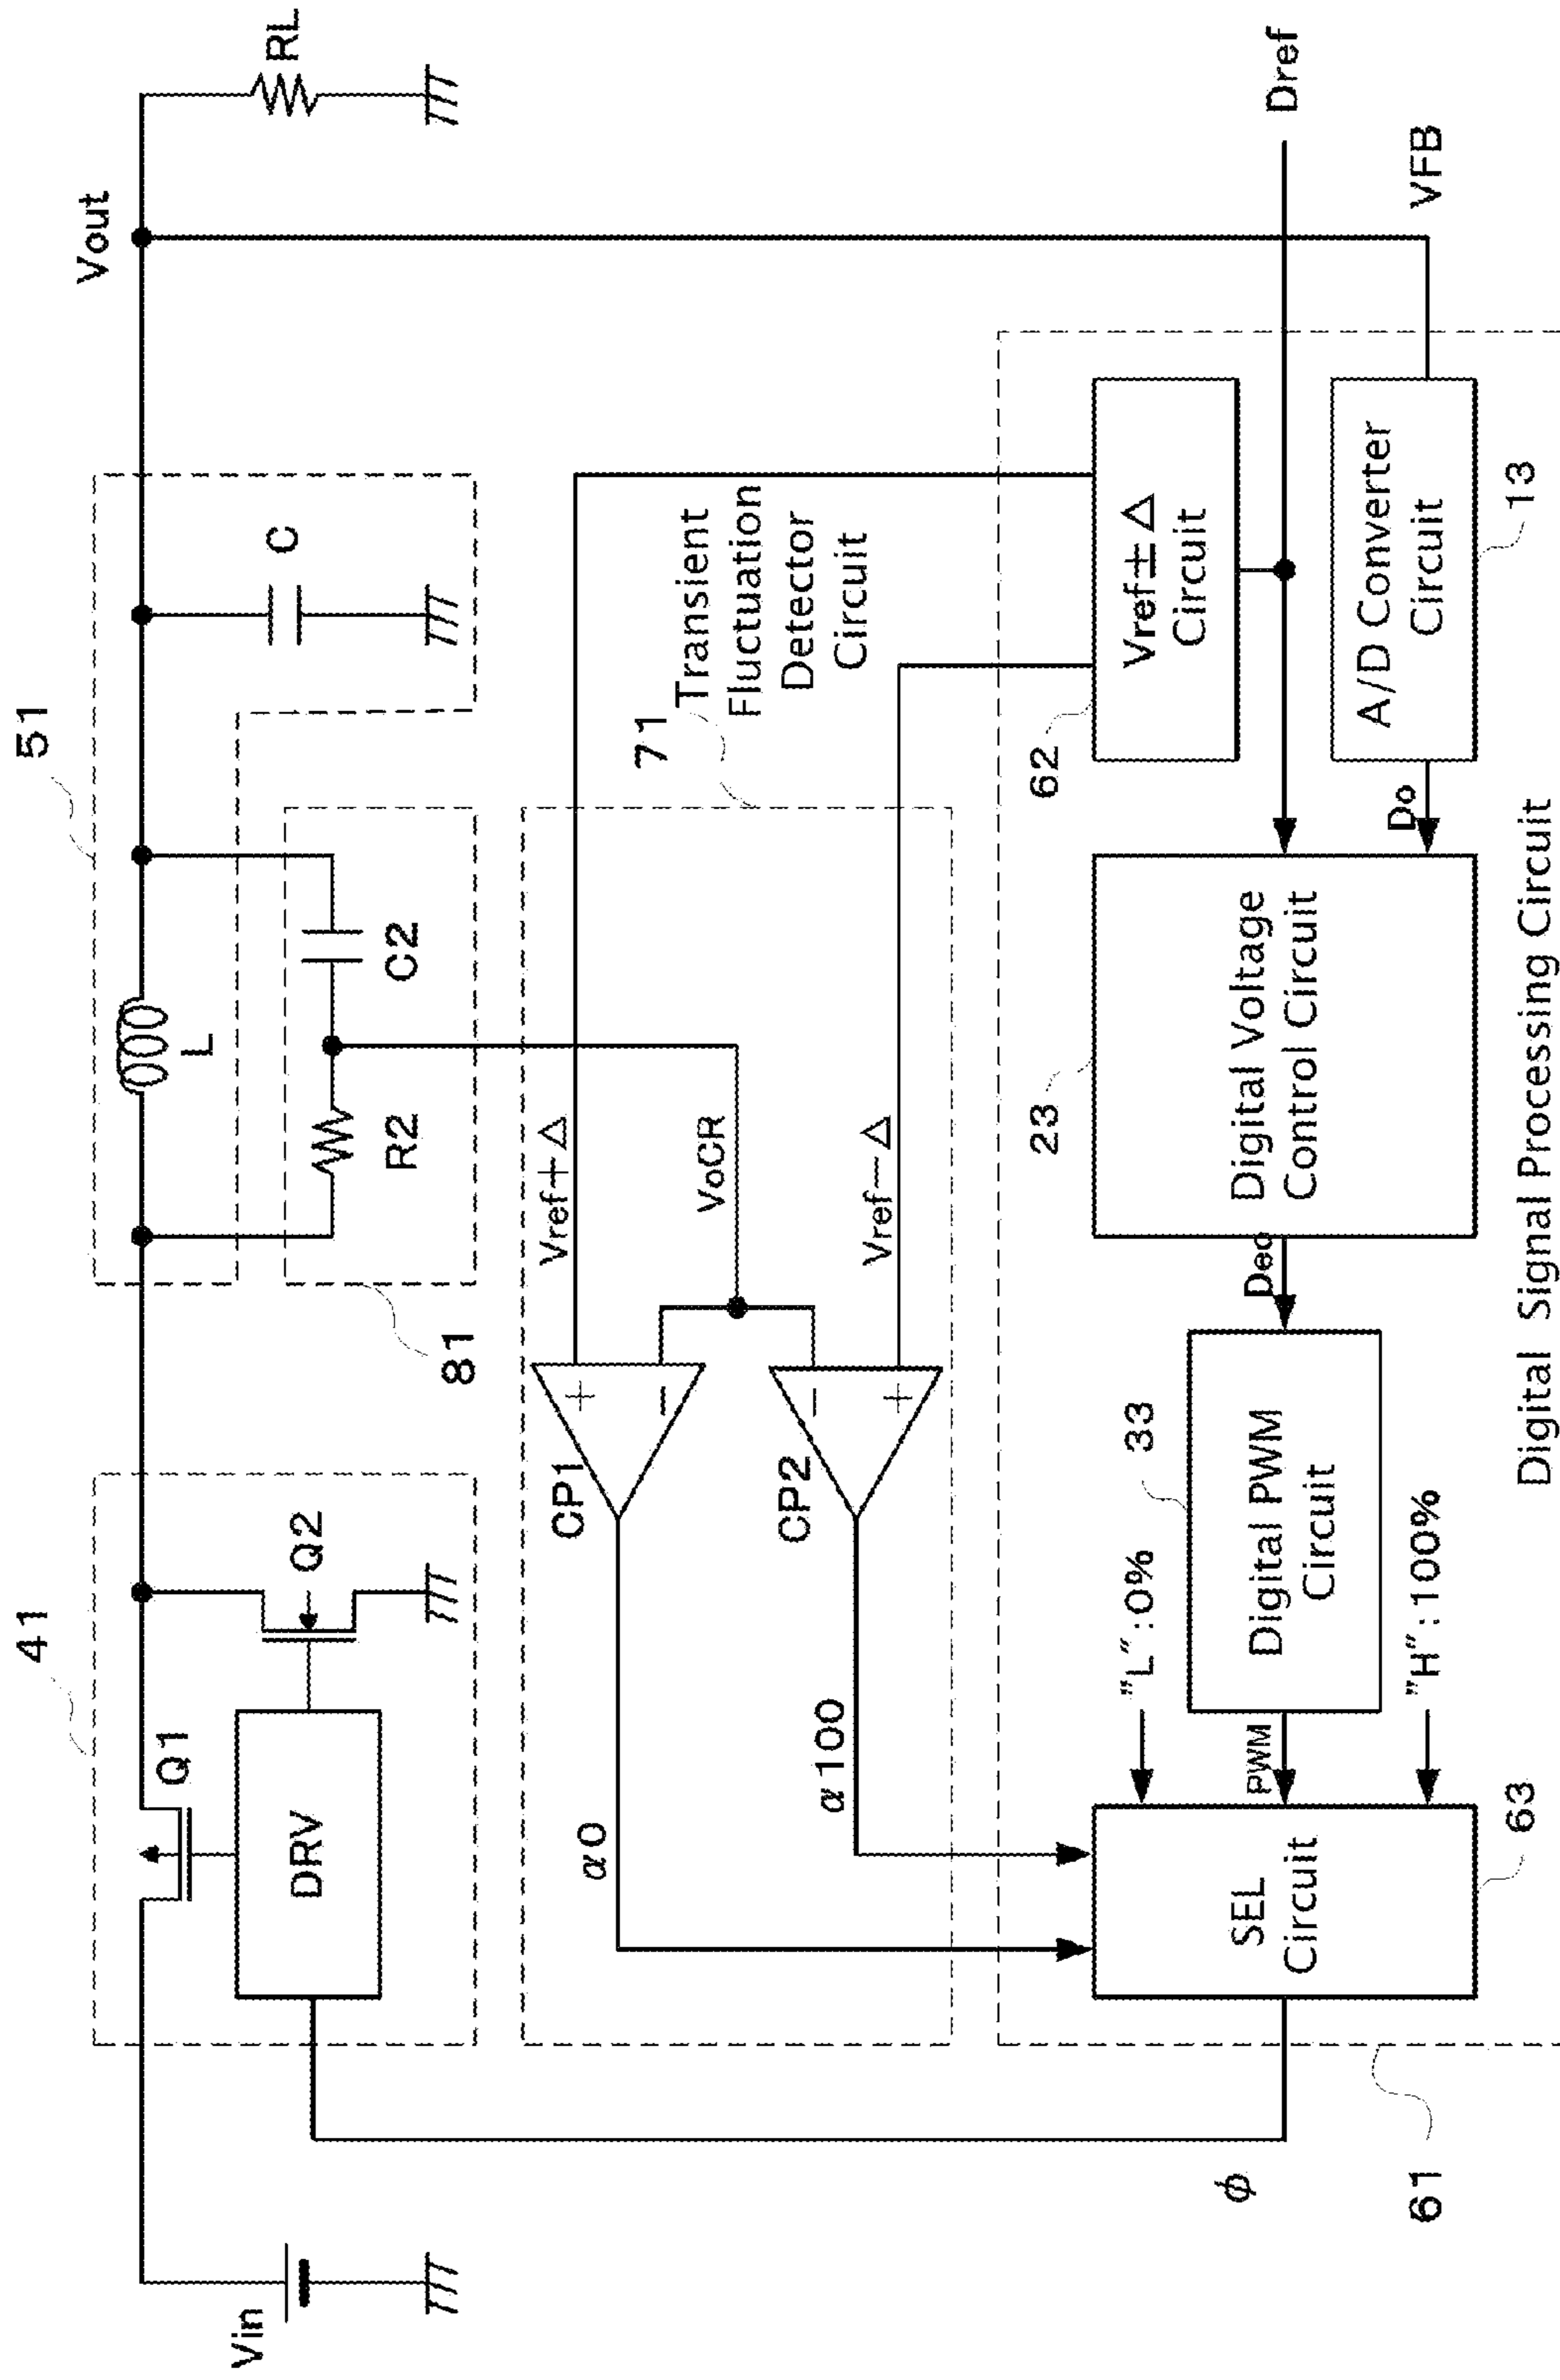 41
51
Vout
Vin
Q1
Q2
DRV
L
C
RL
R2
C2
81
71
Transient
Fluctuation
Detector
Circuit
Vref+△
VoCR
Vref−△
CP1
+
−
CP2
−
+
α0
α100
62
Vref±△
Circuit
Dref
VFB
"L":0%
33
23
SEL
Circuit
PWM
Digital PWM
Circuit
Deo
Digital Voltage
Control Circuit
Do
A/D Converter
Circuit
"H":100%
63
13
φ
61
Digital Signal Processing Circuit